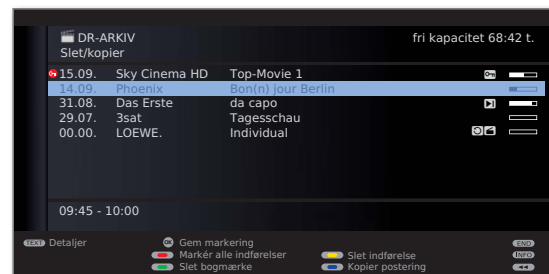 DR-ARKIV fri kapacitet 68:42 t.
Slet/kopier
15.09. Sky Cinema HD Top-Movie 1
14.09. Phoenix Bon(n) jour Berlin
31.08. Das Erste da capo
29.07. 3sat Tagesschau
00.00. LOEWE. Individual
09:45 - 10:00
TEXT Detaljer OK Gem markering END
Markér alle indførelser Slet indførelse INFO
Slet bogmærke Kopier postering